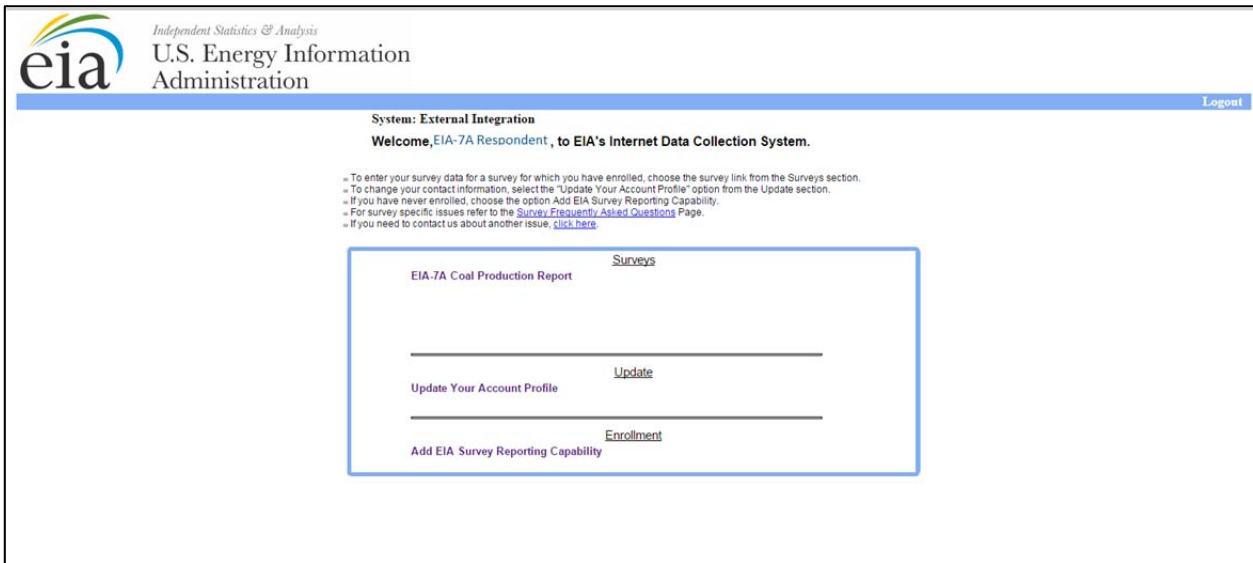 eia
Independent Statistics & Analysis
U.S. Energy Information
Administration
Logout
System: External Integration
Welcome,EIA-7A Respondent , to EIA's Internet Data Collection System.
To enter your survey data for a survey for which you have enrolled, choose the survey link from the Surveys section.
To change your contact information, select the "Update Your Account Profile" option from the Update section.
If you have never enrolled, choose the option Add EIA Survey Reporting Capability.
For survey specific issues refer to the Survey Frequently Asked Questions Page.
If you need to contact us about another issue, click here.
Surveys
EIA-7A Coal Production Report
Update
Update Your Account Profile
Enrollment
Add EIA Survey Reporting Capability